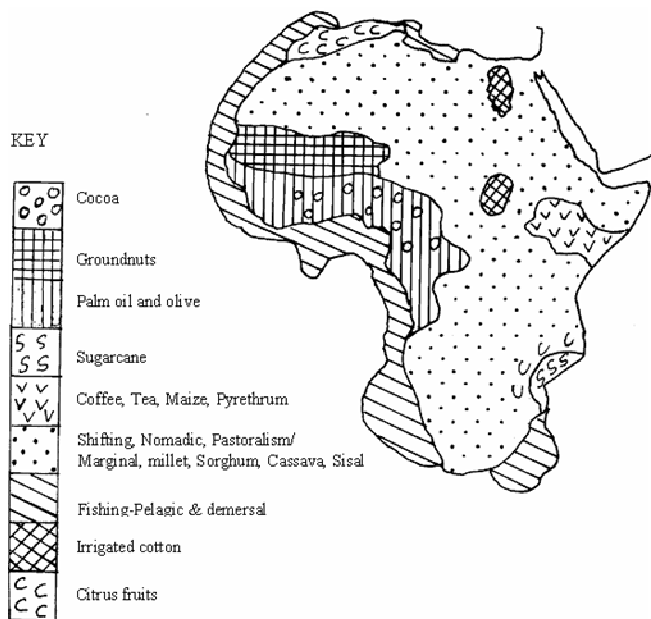 KEY
Cocoa
Groundnuts
Palm oil and olive
Sugarcane
Coffee, Tea, Maize, Pyrethrum
Shifting, Nomadic, Pastoralism/
Marginal, millet, Sorghum, Cassava, Sisal
Fishing-Pelagic & demersal
Irrigated cotton
Citrus fruits